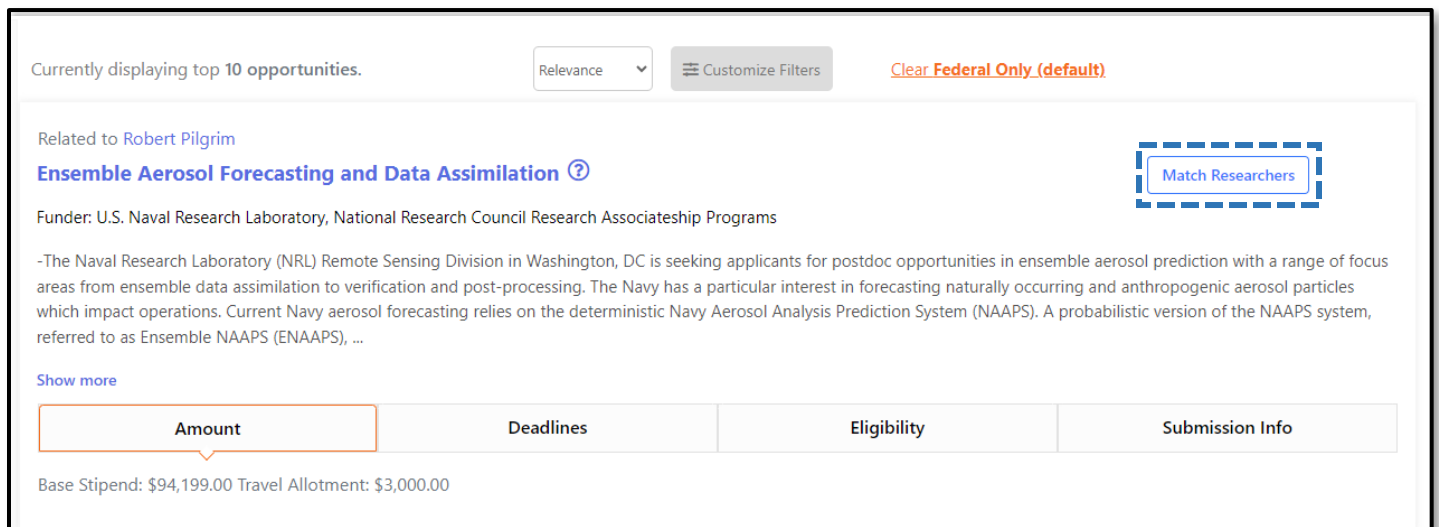 Currently displaying top 10 opportunities.
Relevance
Customize Filters
Clear Federal Only (default)
Related to Robert Pilgrim
Ensemble Aerosol Forecasting and Data Assimilation ?
Match Researchers
Funder: U.S. Naval Research Laboratory, National Research Council Research Associateship Programs
-The Naval Research Laboratory (NRL) Remote Sensing Division in Washington, DC is seeking applicants for postdoc opportunities in ensemble aerosol prediction with a range of focus
areas from ensemble data assimilation to verification and post-processing. The Navy has a particular interest in forecasting naturally occurring and anthropogenic aerosol particles
which impact operations. Current Navy aerosol forecasting relies on the deterministic Navy Aerosol Analysis Prediction System (NAAPS). A probabilistic version of the NAAPS system,
referred to as Ensemble NAAPS (ENAAPS), ...
Show more
Amount
Deadlines
Eligibility
Submission Info
Base Stipend: $94,199.00 Travel Allotment: $3,000.00